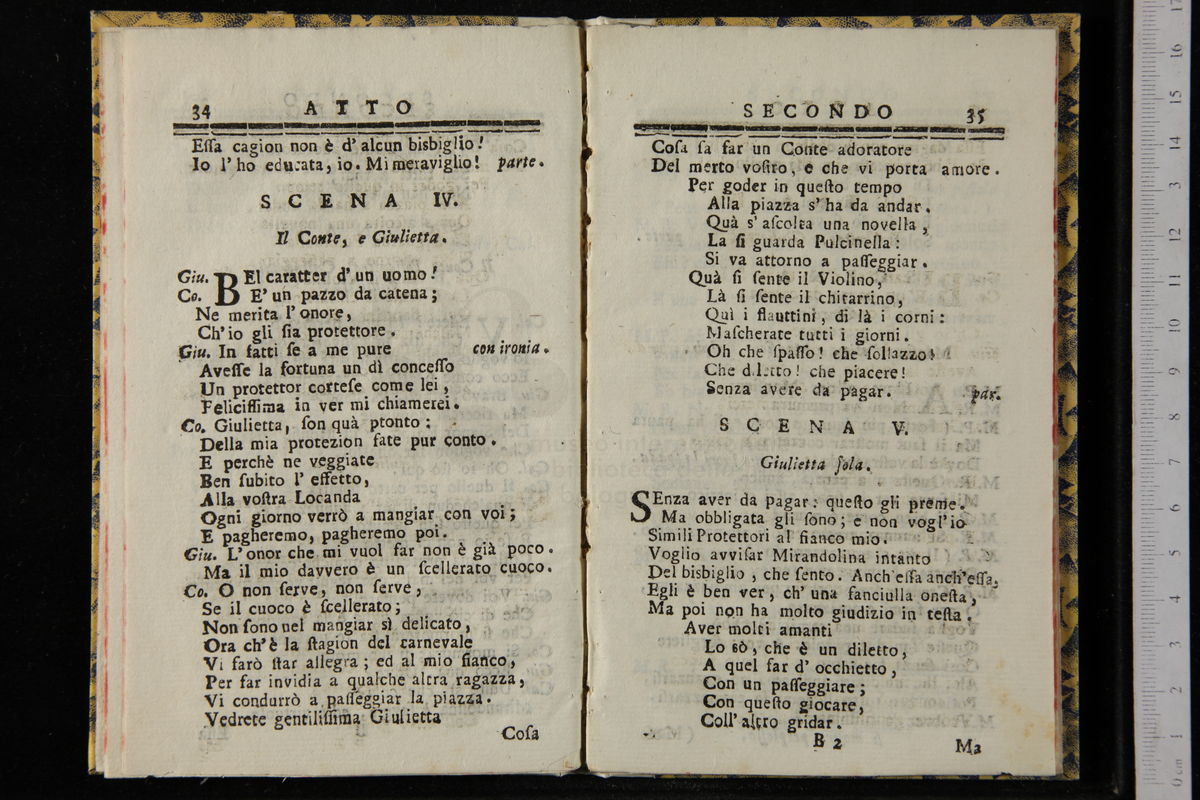 34 ATTO
Eſſa cagion non è d' alcun bisbiglio!
Io l' ho educata, io. Mi meraviglio! parte.
SCENA IV.
Il Conte, e Giulietta.
Giu. BEl caratter d' un uomo!
Co. E' un pazzo da catena;
Ne merita l' onore,
Ch' io gli ſia protettore.
Giu. In fatti ſe a me pure con ironia.
Aveſſe la fortuna un dì conceſſo
Un protettor corteſe come lei,
Feliciſſima in ver mi chiamerei.
Co. Giulietta, ſon quà ptonto:
Della mia protezion fate pur conto.
E perchè ne veggiate
Ben ſubito l' effetto,
Alla voſtra Locanda
Ogni giorno verrò a mangiar con voi;
E pagheremo, pagheremo poi.
Giu. L' onor che mi vuol far non è già poco.
Ma il mio davvero è un ſcellerato cuoco.
Co. O non ſerve, non ſerve,
Se il cuoco è ſcellerato;
Non ſono nel mangiar sì delicato,
Ora ch' è la ſtagion del carnevale
Vi farò ſtar allegra; ed al mio fianco,
Per far invidia a qualche altra ragazza,
Vi condurrò a paſſeggiar la piazza.
Vedrete gentiliſſima Giulietta
Coſa
SECONDO 35
Coſa ſa far un Conte adoratore
Del merto voſtro, e che vi porta amore.
Per goder in queſto tempo
Alla piazza s' ha da andar.
Quà s' aſcolta una novella,
La ſi guarda Pulcinella:
Si va attorno a paſſeggiar.
Quà ſi ſente il Violino,
Là ſi ſente il chitarrino,
Quì i flauttini, di là i corni:
Maſcherate tutti i giorni.
Oh che ſpaſſo! che ſollazzo!
Che diletto! che piacere!
Senza avere da pagar. par.
SCENA V.
Giulietta ſola.
SEnza aver da pagar: queſto gli preme.
Ma obbligata gli ſono; e non vogl' io
Simili Protettori al fianco mio.
Voglio avviſar Mirandolina intanto
Del bisbiglio, che ſento. Anch' eſſa anch' eſſa.
Egli è ben ver, ch' una fanciulla oneſta,
Ma poi non ha molto giudizio in teſta.
Aver molti amanti
Lo sò, che è un diletto,
A quel far d' occhietto,
Con un paſſeggiare;
Con queſto giocare,
Coll' altro gridar.
B 2 Ma